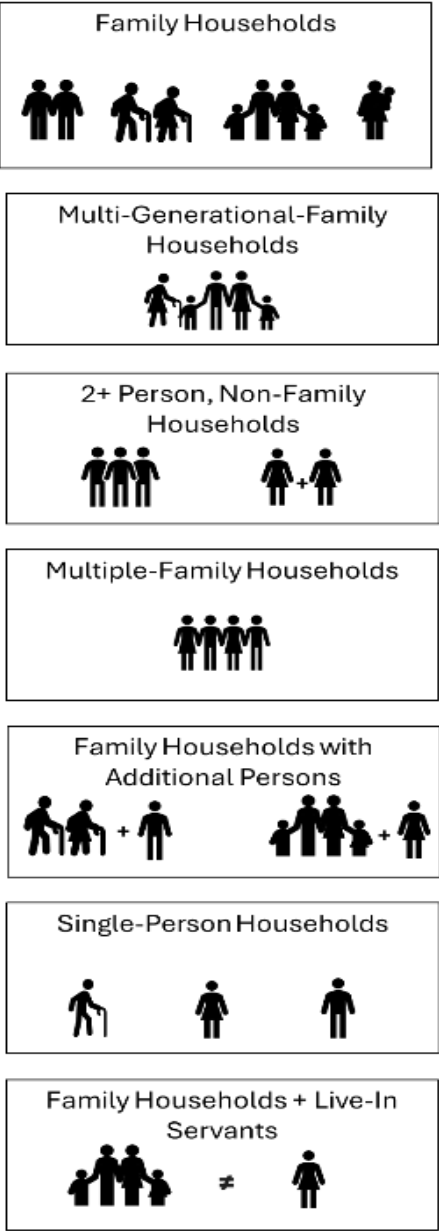 Family Households
Multi-Generational-Family
Households
2+ Person, Non-Family
Households
+
Multiple-Family Households
Family Households with
Additional Persons
+ +
Single-Person Households
Family Households + Live-In
Servants
≠